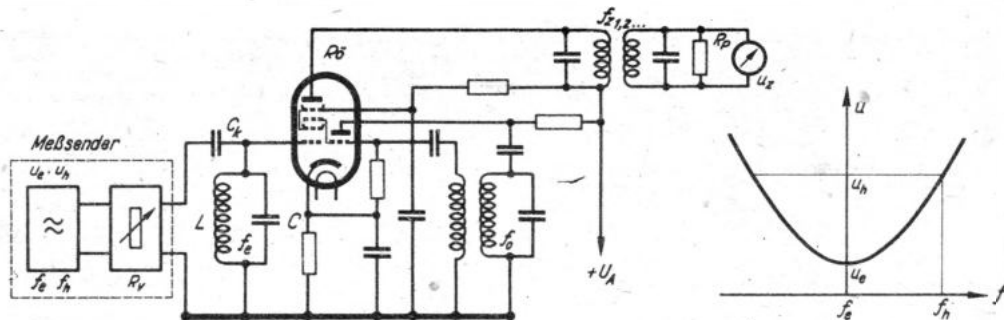 Meßsender
u_e · u_h
≈
f_e f_h
R_v
C_k
L
f_e
Rö
C
f_o
f_z1,2...
R_p
u_z
+U_A
u
u_h
u_e
f_e
f_h
f